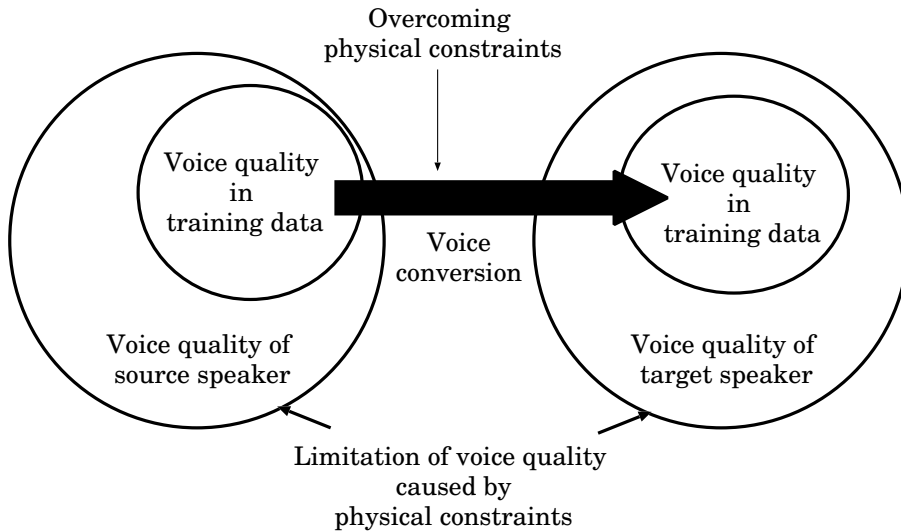 Overcoming
physical constraints
Voice quality
in
training data
Voice quality
in
training data
Voice
conversion
Voice quality of
source speaker
Voice quality of
target speaker
Limitation of voice quality
caused by
physical constraints